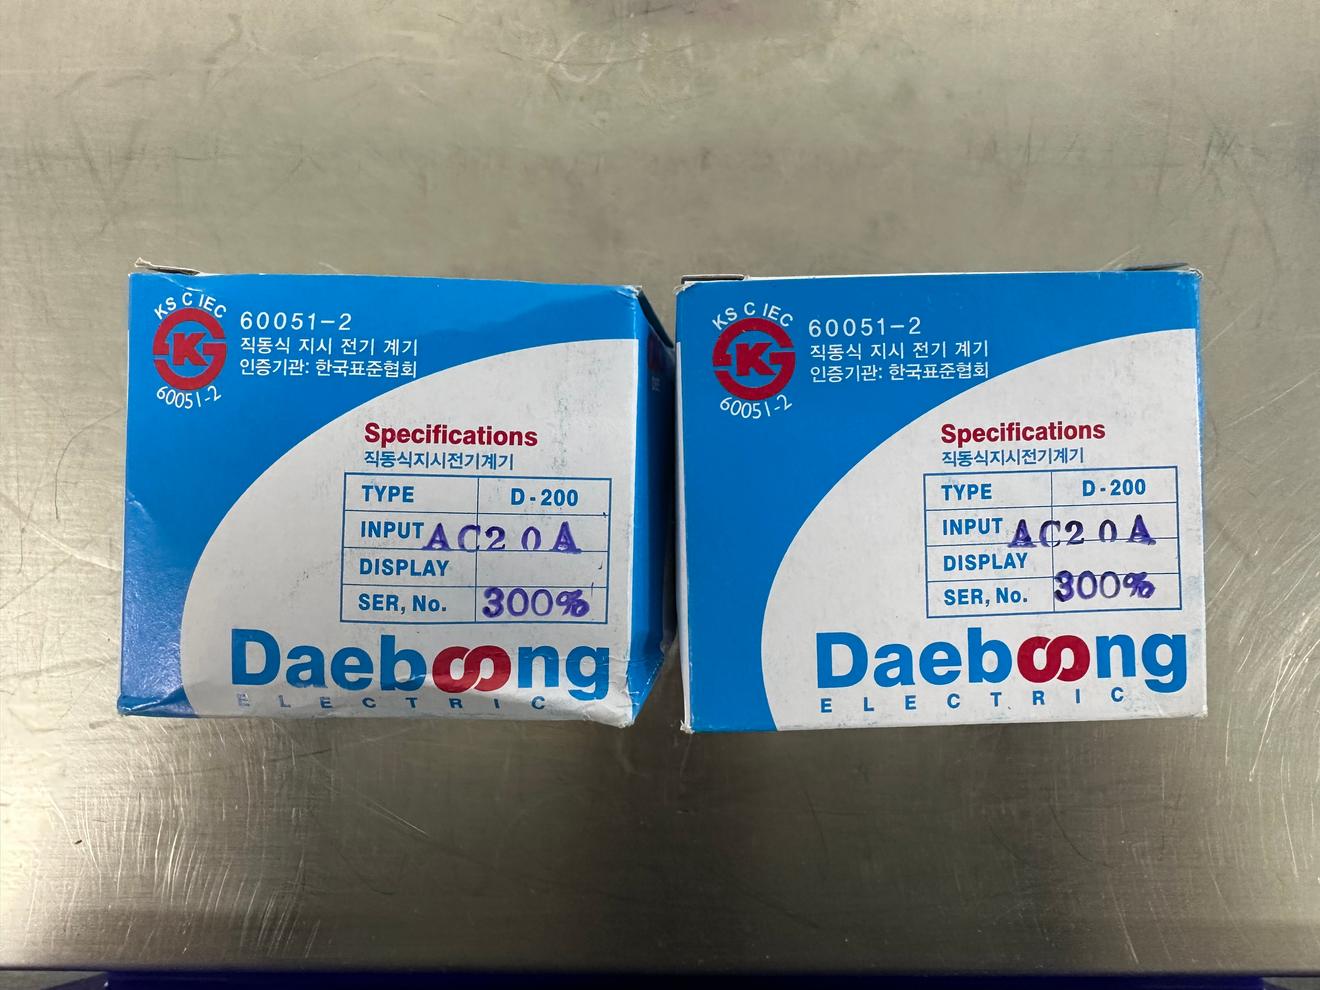 KS C IEC
K
60051-2
60051-2
직동식 지시 전기 계기
인증기관: 한국표준협회
Specifications
직동식지시전기계기
TYPE D-200
INPUT AC20A
DISPLAY
SER, No. 300%
Daeboong
ELECTRIC
KS C IEC
K
60051-2
60051-2
직동식 지시 전기 계기
인증기관: 한국표준협회
Specifications
직동식지시전기계기
TYPE D-200
INPUT AC20A
DISPLAY
SER, No. 300%
Daeboong
ELECTRIC